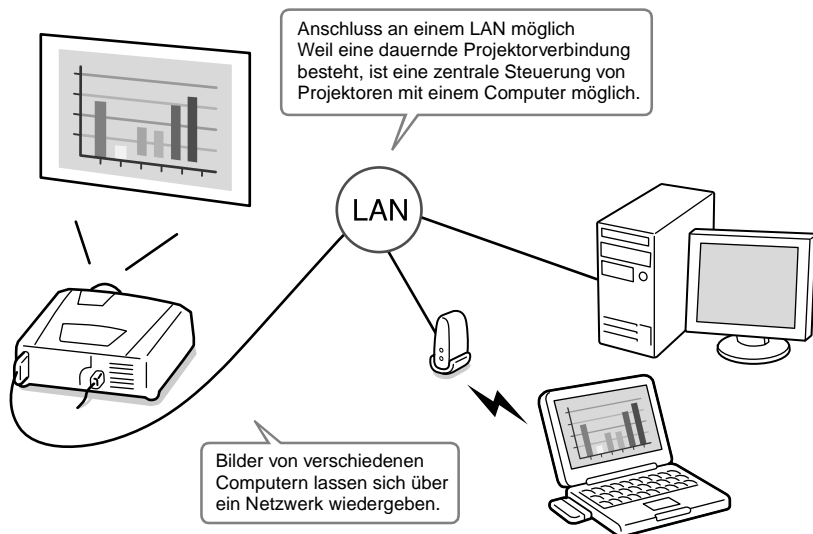 Anschluss an einem LAN möglich
Weil eine dauernde Projektorverbindung
besteht, ist eine zentrale Steuerung von
Projektoren mit einem Computer möglich.
LAN
Bilder von verschiedenen
Computern lassen sich über
ein Netzwerk wiedergeben.